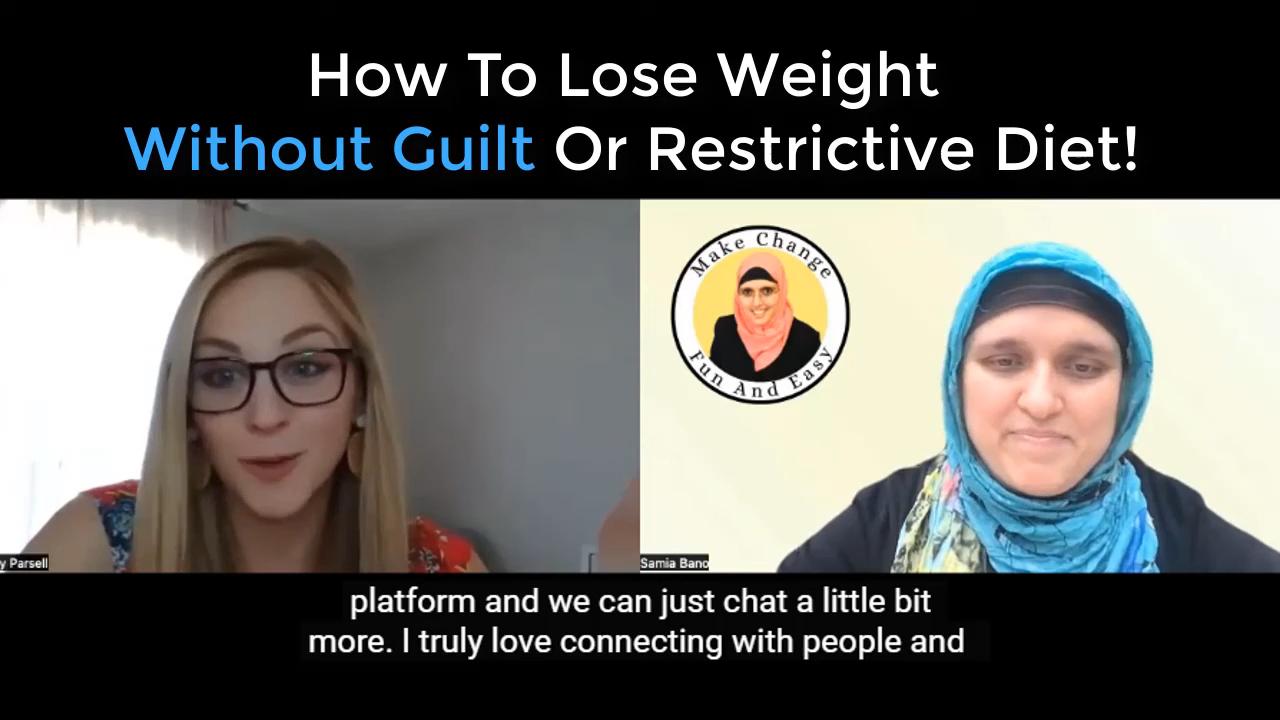 How To Lose Weight
Without Guilt Or Restrictive Diet!
Make Change
Fun And Easy
y Parsell
Samia Bano
platform and we can just chat a little bit
more. I truly love connecting with people and